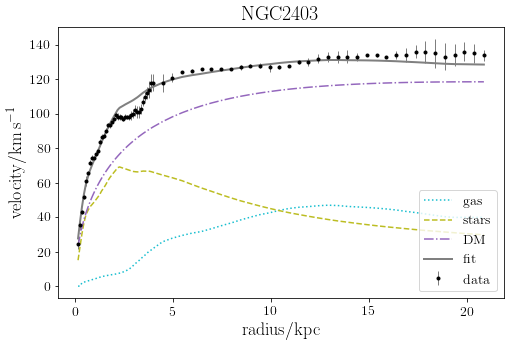 NGC2403
velocity/km s⁻¹
140
120
100
80
60
40
20
0
gas
stars
DM
fit
data
0
5
10
15
20
radius/kpc